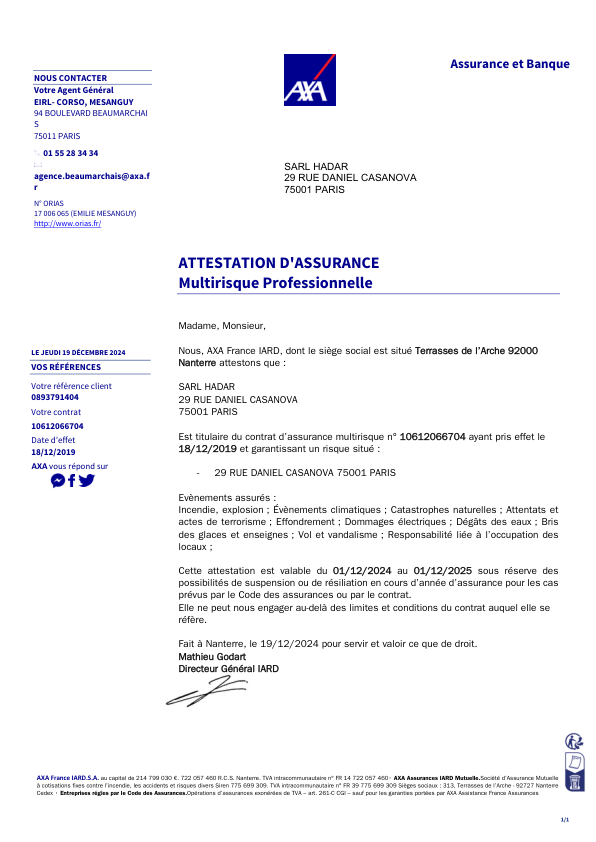 AXA
Assurance et Banque
NOUS CONTACTER
Votre Agent Général
EIRL- CORSO, MESANGUY
94 BOULEVARD BEAUMARCHAI
S
75011 PARIS
01 55 28 34 34
agence.beaumarchais@axa.f
r
N° ORIAS
17 006 065 (EMILIE MESANGUY)
http://www.orias.fr/
SARL HADAR
29 RUE DANIEL CASANOVA
75001 PARIS
ATTESTATION D'ASSURANCE
Multirisque Professionnelle
LE JEUDI 19 DÉCEMBRE 2024
VOS RÉFÉRENCES
Votre référence client
0893791404
Votre contrat
10612066704
Date d'effet
18/12/2019
AXA vous répond sur
Madame, Monsieur,
Nous, AXA France IARD, dont le siège social est situé Terrasses de l'Arche 92000
Nanterre attestons que :
SARL HADAR
29 RUE DANIEL CASANOVA
75001 PARIS
Est titulaire du contrat d'assurance multirisque n° 10612066704 ayant pris effet le
18/12/2019 et garantissant un risque situé :
- 29 RUE DANIEL CASANOVA 75001 PARIS
Evènements assurés :
Incendie, explosion ; Évènements climatiques ; Catastrophes naturelles ; Attentats et
actes de terrorisme ; Effondrement ; Dommages électriques ; Dégâts des eaux ; Bris
des glaces et enseignes ; Vol et vandalisme ; Responsabilité liée à l'occupation des
locaux ;
Cette attestation est valable du 01/12/2024 au 01/12/2025 sous réserve des
possibilités de suspension ou de résiliation en cours d'année d'assurance pour les cas
prévus par le Code des assurances ou par le contrat.
Elle ne peut nous engager au-delà des limites et conditions du contrat auquel elle se
réfère.
Fait à Nanterre, le 19/12/2024 pour servir et valoir ce que de droit.
Mathieu Godart
Directeur Général IARD
AXA France IARD.S.A. au capital de 214 799 030 €. 722 057 460 R.C.S. Nanterre. TVA intracommunautaire n° FR 14 722 057 460 · AXA Assurances IARD Mutuelle.Société d'Assurance Mutuelle
à cotisations fixes contre l'incendie, les accidents et risques divers Siren 775 699 309. TVA intracommunautaire n° FR 39 775 699 309 Sièges sociaux : 313, Terrasses de l'Arche - 92727 Nanterre
Cedex · Entreprises régies par le Code des Assurances.Opérations d'assurances exonérées de TVA – art. 261-C CGI – sauf pour les garanties portées par AXA Assistance France Assurances
1/1